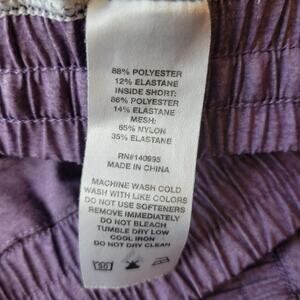 88% POLYESTER
12% ELASTANE
INSIDE SHORT:
86% POLYESTER
14% ELASTANE
MESH:
65% NYLON
35% ELASTANE
RN#140995
MADE IN CHINA
MACHINE WASH COLD
WASH WITH LIKE COLORS
DO NOT USE SOFTENERS
REMOVE IMMEDIATELY
DO NOT BLEACH
TUMBLE DRY LOW
COOL IRON
DO NOT DRY CLEAN